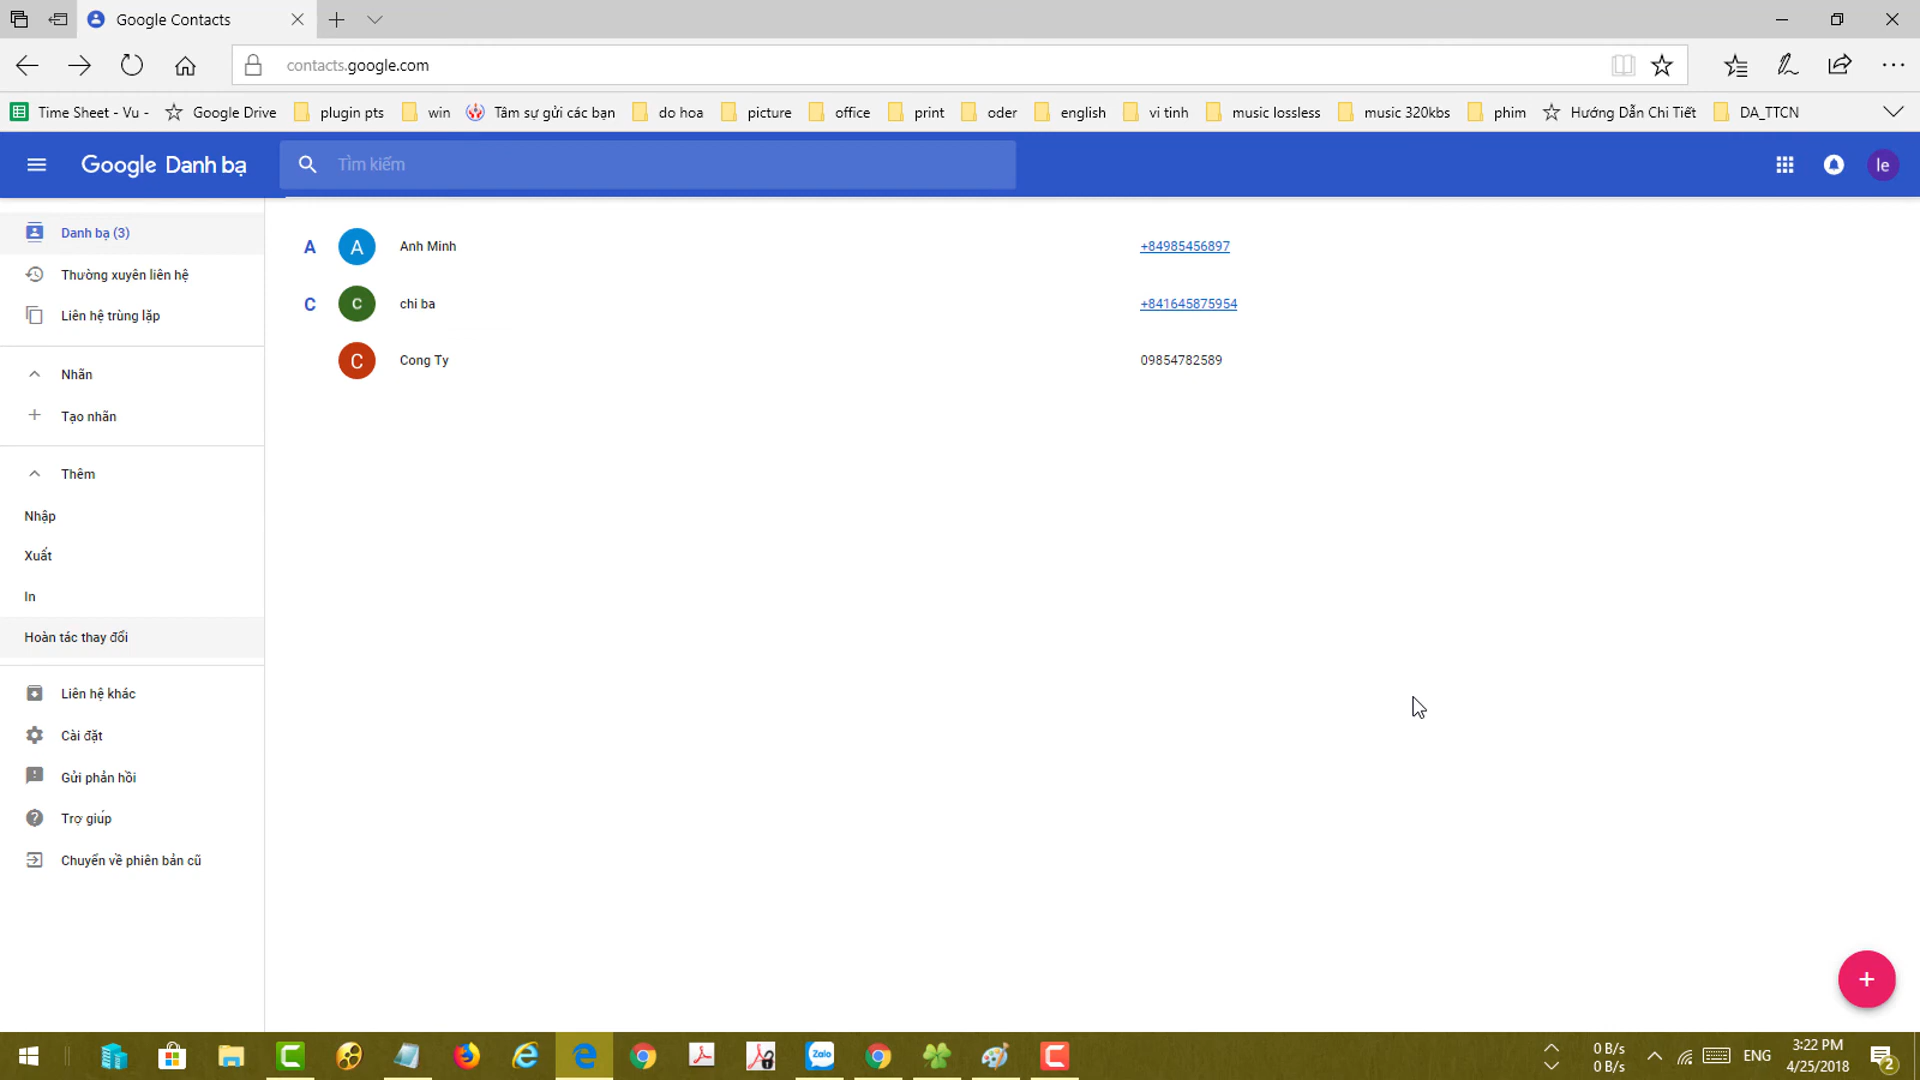 Google Contacts
contacts.google.com
Time Sheet - Vu - Google Drive plugin pts win Tâm sự gửi các bạn do hoa picture office print oder english vi tinh music lossless music 320kbs phim Hướng Dẫn Chi Tiết DA_TTCN
Google Danh bạ Tìm kiếm le
Danh bạ (3)
Thường xuyên liên hệ
Liên hệ trùng lặp
Nhãn
Tạo nhãn
Thêm
Nhập
Xuất
In
Hoàn tác thay đổi
Liên hệ khác
Cài đặt
Gửi phản hồi
Trợ giúp
Chuyển về phiên bản cũ
A A Anh Minh +84985456897
C C chi ba +841645875954
C Cong Ty 09854782589
Zalo
0 B/s
0 B/s
ENG
3:22 PM
4/25/2018
2